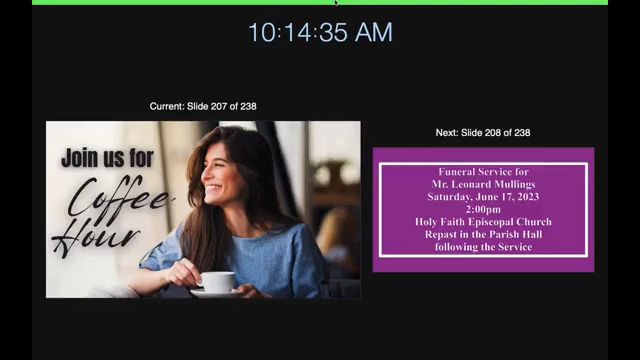 10:14:35 AM
Current: Slide 207 of 238
Next: Slide 208 of 238
Join us for
Coffee
Hour
Funeral Service for
Mr. Leonard Mullings
Saturday, June 17, 2023
2:00pm
Holy Faith Episcopal Church
Repast in the Parish Hall
following the Service